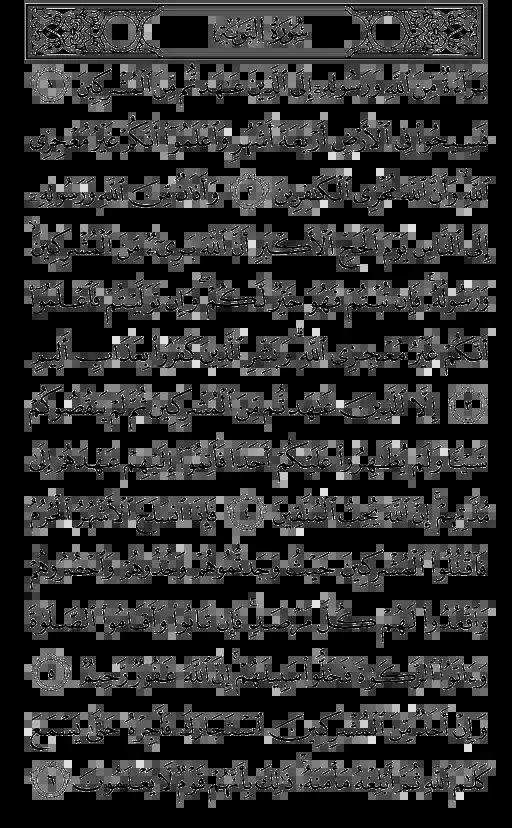 سُورَةُ التَّوْبَةِ
بَرَاءَةٌ مِّنَ ٱللَّهِ وَرَسُولِهِۦٓ إِلَى ٱلَّذِينَ عَـٰهَدتُّم مِّنَ ٱلْمُشْرِكِينَ ١
فَسِيحُوا۟ فِى ٱلْأَرْضِ أَرْبَعَةَ أَشْهُرٍ وَٱعْلَمُوٓا۟ أَنَّكُمْ غَيْرُ مُعْجِزِى
ٱللَّهِ وَأَنَّ ٱللَّهَ مُخْزِى ٱلْكَـٰفِرِينَ ٢ وَأَذَٰنٌ مِّنَ ٱللَّهِ وَرَسُولِهِۦٓ
إِلَى ٱلنَّاسِ يَوْمَ ٱلْحَجِّ ٱلْأَكْبَرِ أَنَّ ٱللَّهَ بَرِىٓءٌ مِّنَ ٱلْمُشْرِكِينَ
وَرَسُولُهُۥ فَإِن تُبْتُمْ فَهُوَ خَيْرٌ لَّكُمْ وَإِن تَوَلَّيْتُمْ فَٱعْلَمُوٓا۟
أَنَّكُمْ غَيْرُ مُعْجِزِى ٱللَّهِ وَبَشِّرِ ٱلَّذِينَ كَفَرُوا۟ بِعَذَابٍ أَلِيمٍ
٣ إِلَّا ٱلَّذِينَ عَـٰهَدتُّم مِّنَ ٱلْمُشْرِكِينَ ثُمَّ لَمْ يَنقُصُوكُمْ
شَيْـًٔا وَلَمْ يُظَـٰهِرُوا۟ عَلَيْكُمْ أَحَدًا فَأَتِمُّوٓا۟ إِلَيْهِمْ عَهْدَهُمْ إِلَىٰ
مُدَّتِهِمْ إِنَّ ٱللَّهَ يُحِبُّ ٱلْمُتَّقِينَ ٤ فَإِذَا ٱنسَلَخَ ٱلْأَشْهُرُ ٱلْحُرُمُ
فَٱقْتُلُوا۟ ٱلْمُشْرِكِينَ حَيْثُ وَجَدتُّمُوهُمْ وَخُذُوهُمْ وَٱحْصُرُوهُمْ
وَٱقْعُدُوا۟ لَهُمْ كُلَّ مَرْصَدٍ فَإِن تَابُوا۟ وَأَقَامُوا۟ ٱلصَّلَوٰةَ
وَءَاتَوُا۟ ٱلزَّكَوٰةَ فَخَلُّوا۟ سَبِيلَهُمْ إِنَّ ٱللَّهَ غَفُورٌ رَّحِيمٌ ٥
وَإِنْ أَحَدٌ مِّنَ ٱلْمُشْرِكِينَ ٱسْتَجَارَكَ فَأَجِرْهُ حَتَّىٰ يَسْمَعَ
كَلَـٰمَ ٱللَّهِ ثُمَّ أَبْلِغْهُ مَأْمَنَهُۥ ذَٰلِكَ بِأَنَّهُمْ قَوْمٌ لَّا يَعْلَمُونَ ٦